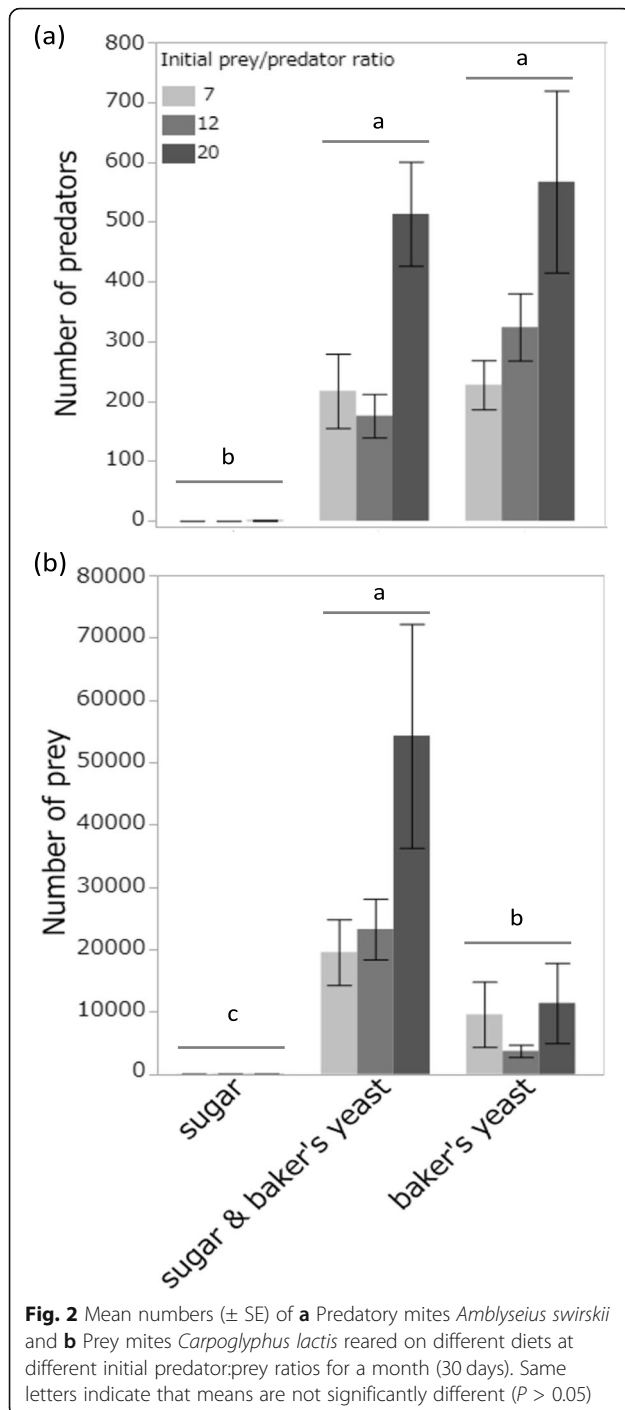 (a)
800
Initial prey/predator ratio
7
12
20
a
a
700
600
500
400
300
200
100
0
b
Number of predators
(b)
80000
a
70000
60000
50000
40000
30000
20000
10000
0
b
c
Number of prey
sugar
sugar & baker's yeast
baker's yeast
Fig. 2 Mean numbers (± SE) of a Predatory mites Amblyseius swirskii
and b Prey mites Carpoglyphus lactis reared on different diets at
different initial predator:prey ratios for a month (30 days). Same
letters indicate that means are not significantly different (P > 0.05)